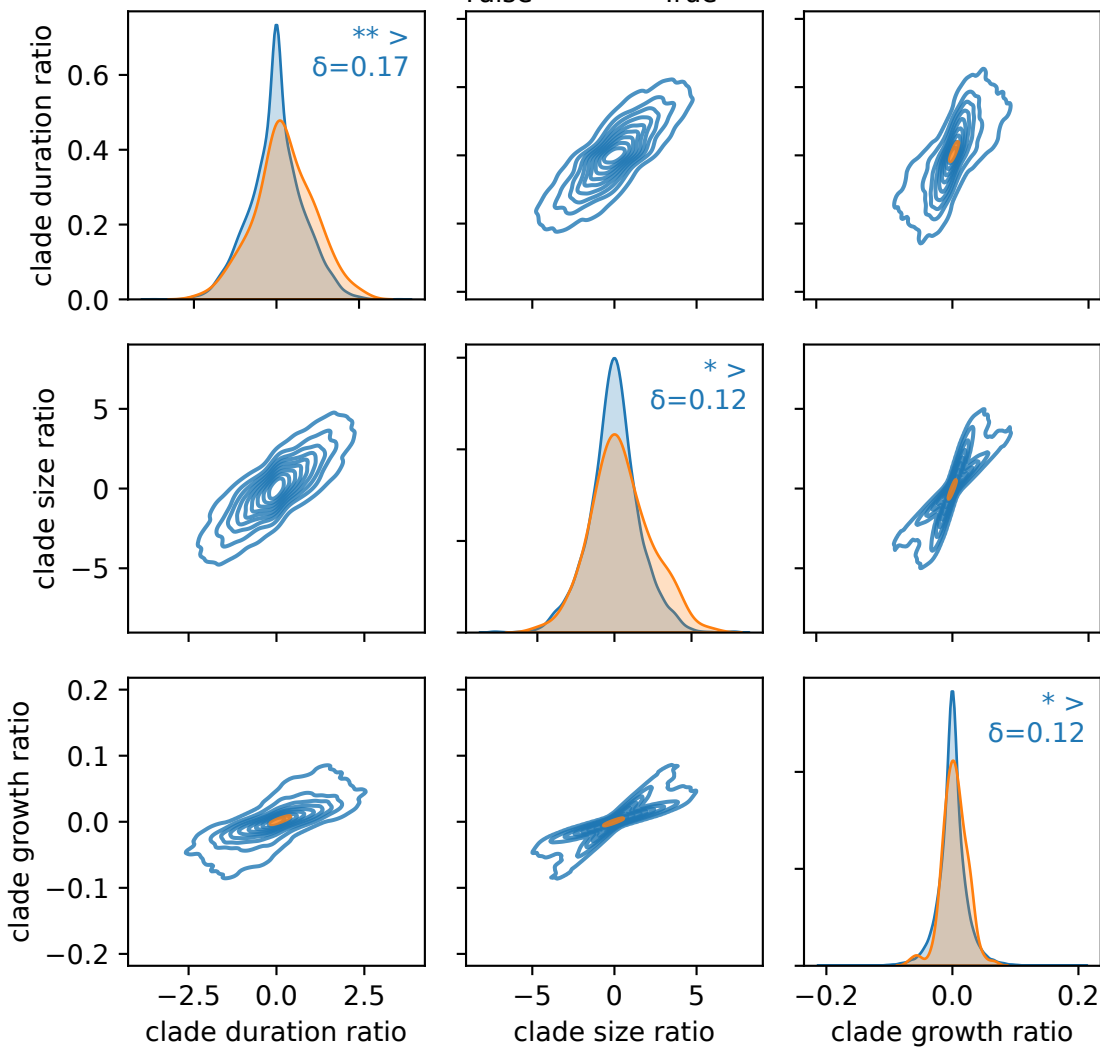 ** >
δ=0.17
clade duration ratio
0.6
0.4
0.2
0.0
* >
δ=0.12
clade size ratio
5
0
−5
* >
δ=0.12
clade growth ratio
0.2
0.1
0.0
−0.1
−0.2
−2.5 0.0 2.5
−5 0 5
−0.2 0.0 0.2
clade duration ratio
clade size ratio
clade growth ratio